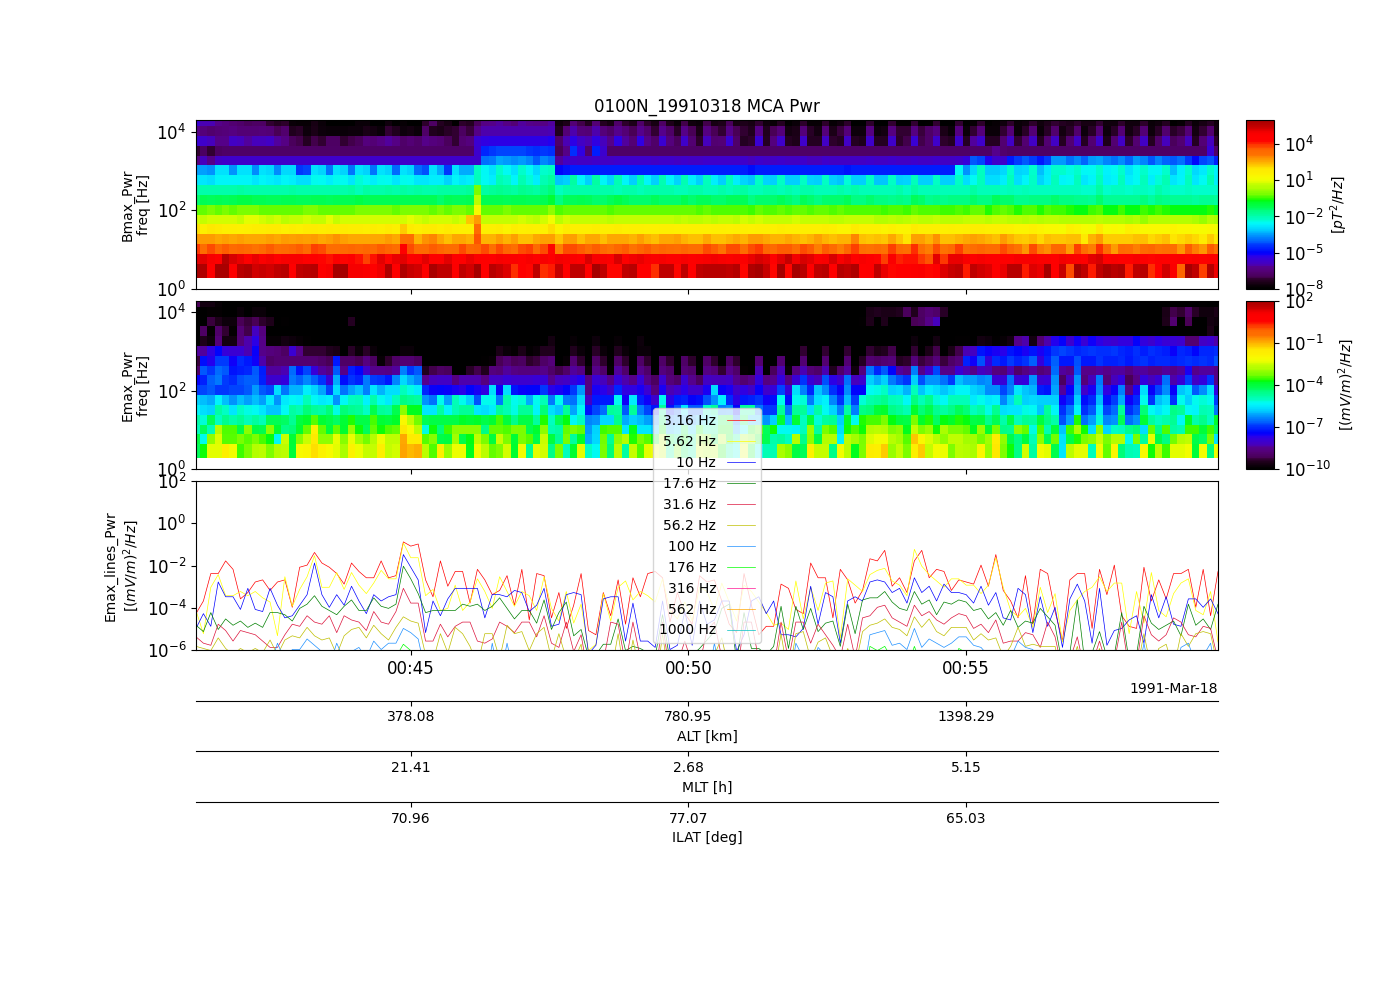 0100N_19910318 MCA Pwr
10^4
10^2
10^0
Bmax_Pwr
freq [Hz]
10^4
10^1
10^-2
10^-5
10^-8
[pT^2/Hz]
10^4
10^2
10^0
Emax_Pwr
freq [Hz]
10^2
10^-1
10^-4
10^-7
10^-10
[(mV/m)^2/Hz]
10^2
10^0
10^-2
10^-4
10^-6
Emax_lines_Pwr
[(mV/m)^2/Hz]
3.16 Hz
5.62 Hz
10 Hz
17.6 Hz
31.6 Hz
56.2 Hz
100 Hz
176 Hz
316 Hz
562 Hz
1000 Hz
00:45 00:50 00:55
1991-Mar-18
378.08 780.95 1398.29
ALT [km]
21.41 2.68 5.15
MLT [h]
70.96 77.07 65.03
ILAT [deg]